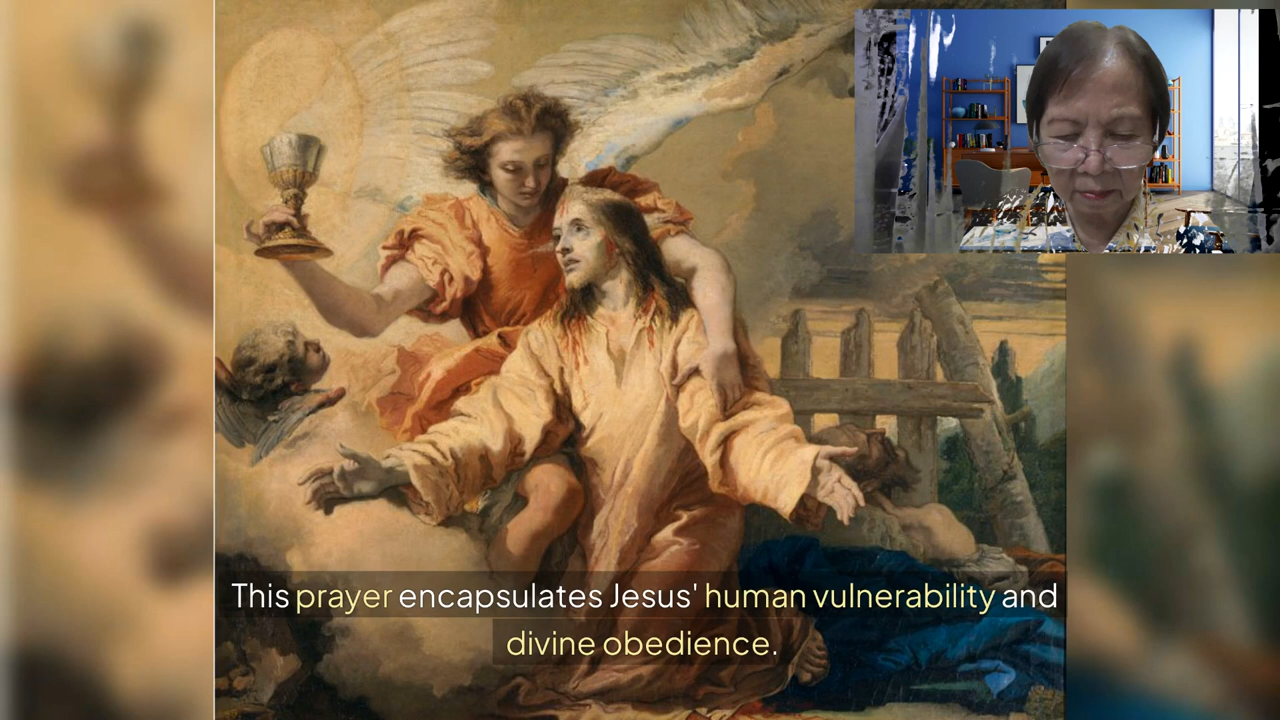 This prayer encapsulates Jesus' human vulnerability and
divine obedience.